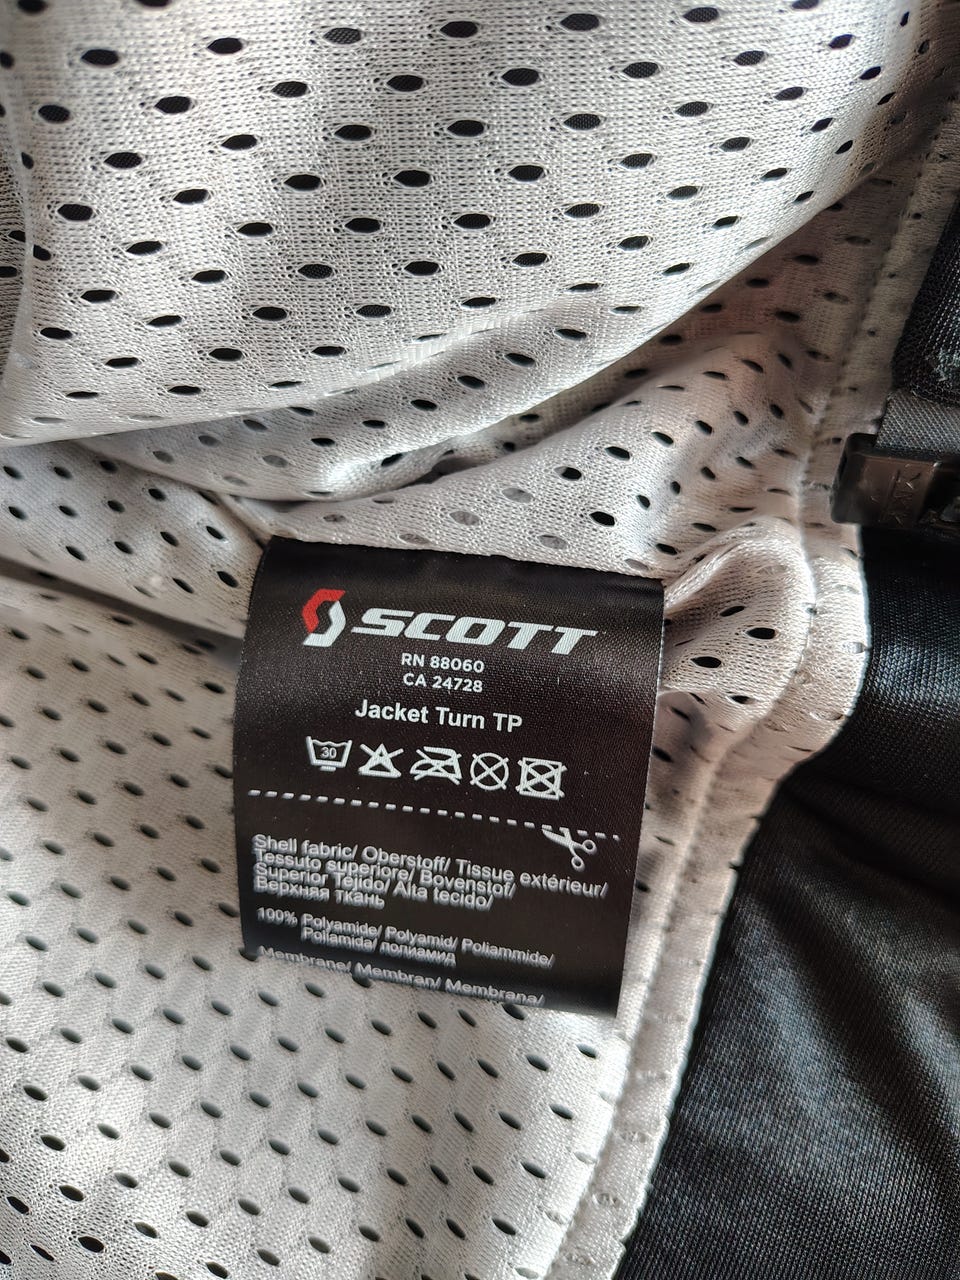 SCOTT
RN 88060
CA 24728
Jacket Turn TP
30
Shell fabric/ Oberstoff/ Tissue extérieur/
Tessuto superiore/ Bovenstof/
Superior Tejido/ Alta tecido/
Верхняя ткань
100% Polyamide/ Polyamid/ Poliammide/
Poliamida/ полиамид
Membrane/ Membran/ Membrana/